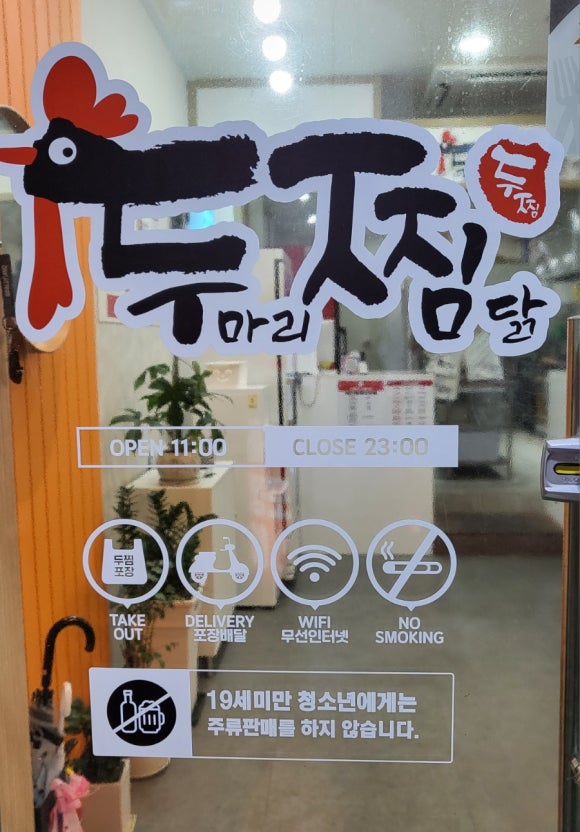 두마리찜닭
두찜
OPEN 11:00 CLOSE 23:00
두찜
포장
TAKE
OUT
DELIVERY
포장배달
WIFI
무선인터넷
NO
SMOKING
19세미만 청소년에게는
주류판매를 하지 않습니다.